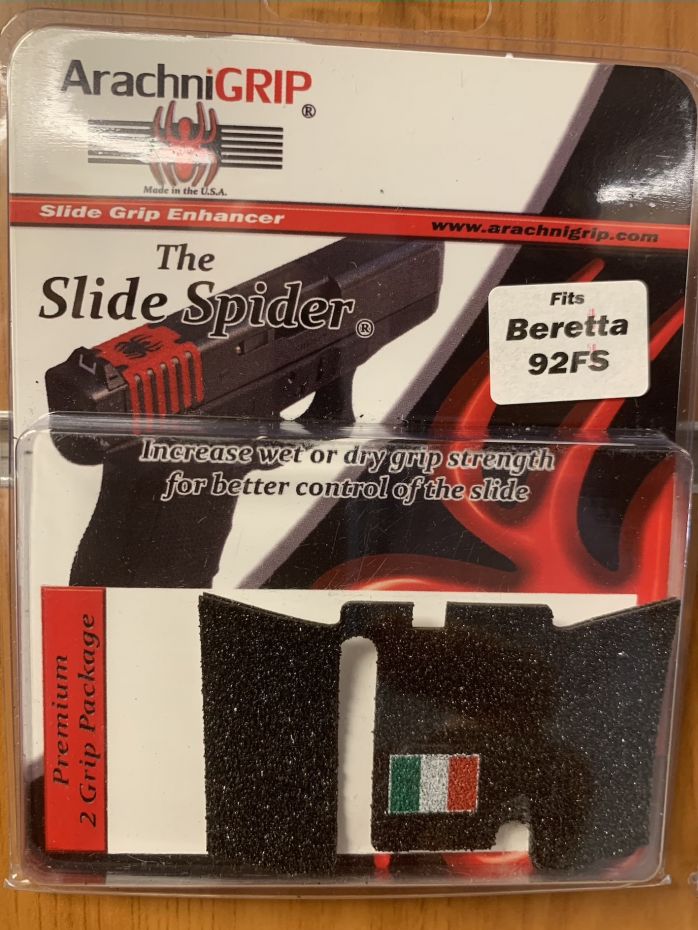 ArachniGRIP®
Made in the U.S.A.
Slide Grip Enhancer
www.arachnigrip.com
The
Slide Spider®
Fits
Beretta
92FS
Increase wet or dry grip strength
for better control of the slide
Premium
2 Grip Package